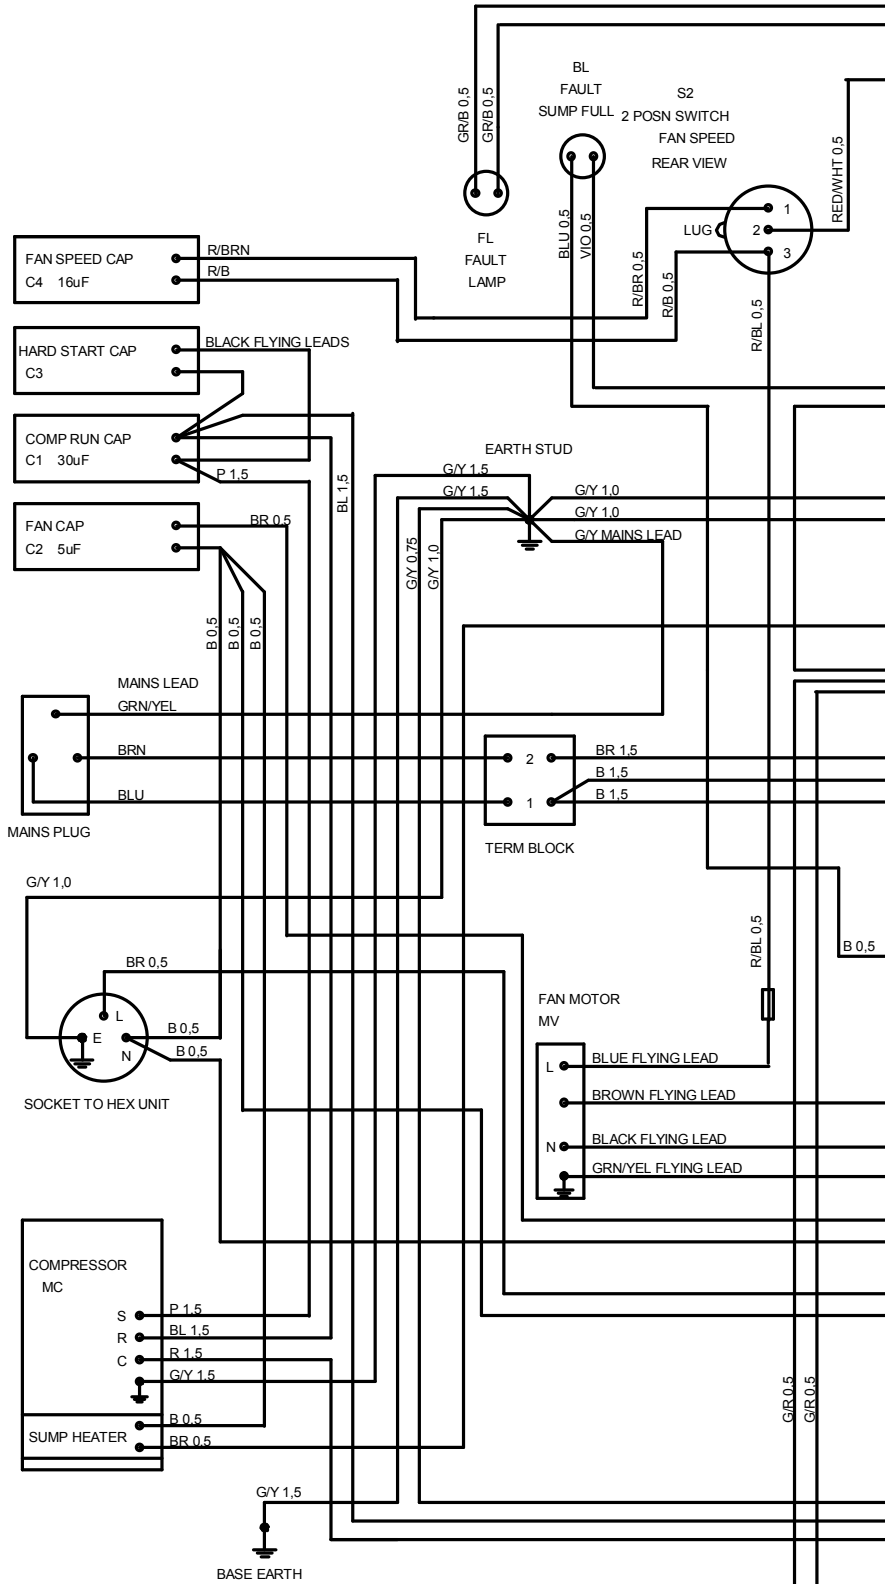 GR/B 0,5
GR/B 0,5
BL
FAULT
SUMP FULL
S2
2 POSN SWITCH
FAN SPEED
REAR VIEW
RED/WHT 0,5
FL
FAULT
LAMP
BLU 0,5
VIO 0,5
LUG
1
2
3
R/BR 0,5
R/B 0,5
R/BL 0,5
FAN SPEED CAP
C4 16uF
R/BRN
R/B
HARD START CAP
C3
BLACK FLYING LEADS
COMP RUN CAP
C1 30uF
P 1,5
BL 1,5
FAN CAP
C2 5uF
BR 0,5
B 0,5
B 0,5
B 0,5
EARTH STUD
G/Y 1,5
G/Y 1,5
G/Y 1,0
G/Y 1,0
G/Y MAINS LEAD
G/Y 0,75
G/Y 1,0
MAINS LEAD
GRN/YEL
BRN
BLU
MAINS PLUG
2
1
TERM BLOCK
BR 1,5
B 1,5
B 1,5
G/Y 1,0
BR 0,5
L
E
N
B 0,5
B 0,5
SOCKET TO HEX UNIT
R/BL 0,5
B 0,5
FAN MOTOR
MV
L
BLUE FLYING LEAD
BROWN FLYING LEAD
N
BLACK FLYING LEAD
GRN/YEL FLYING LEAD
COMPRESSOR
MC
S
P 1,5
R
BL 1,5
C
R 1,5
G/Y 1,5
SUMP HEATER
B 0,5
BR 0,5
G/R 0,5
G/R 0,5
G/Y 1,5
BASE EARTH